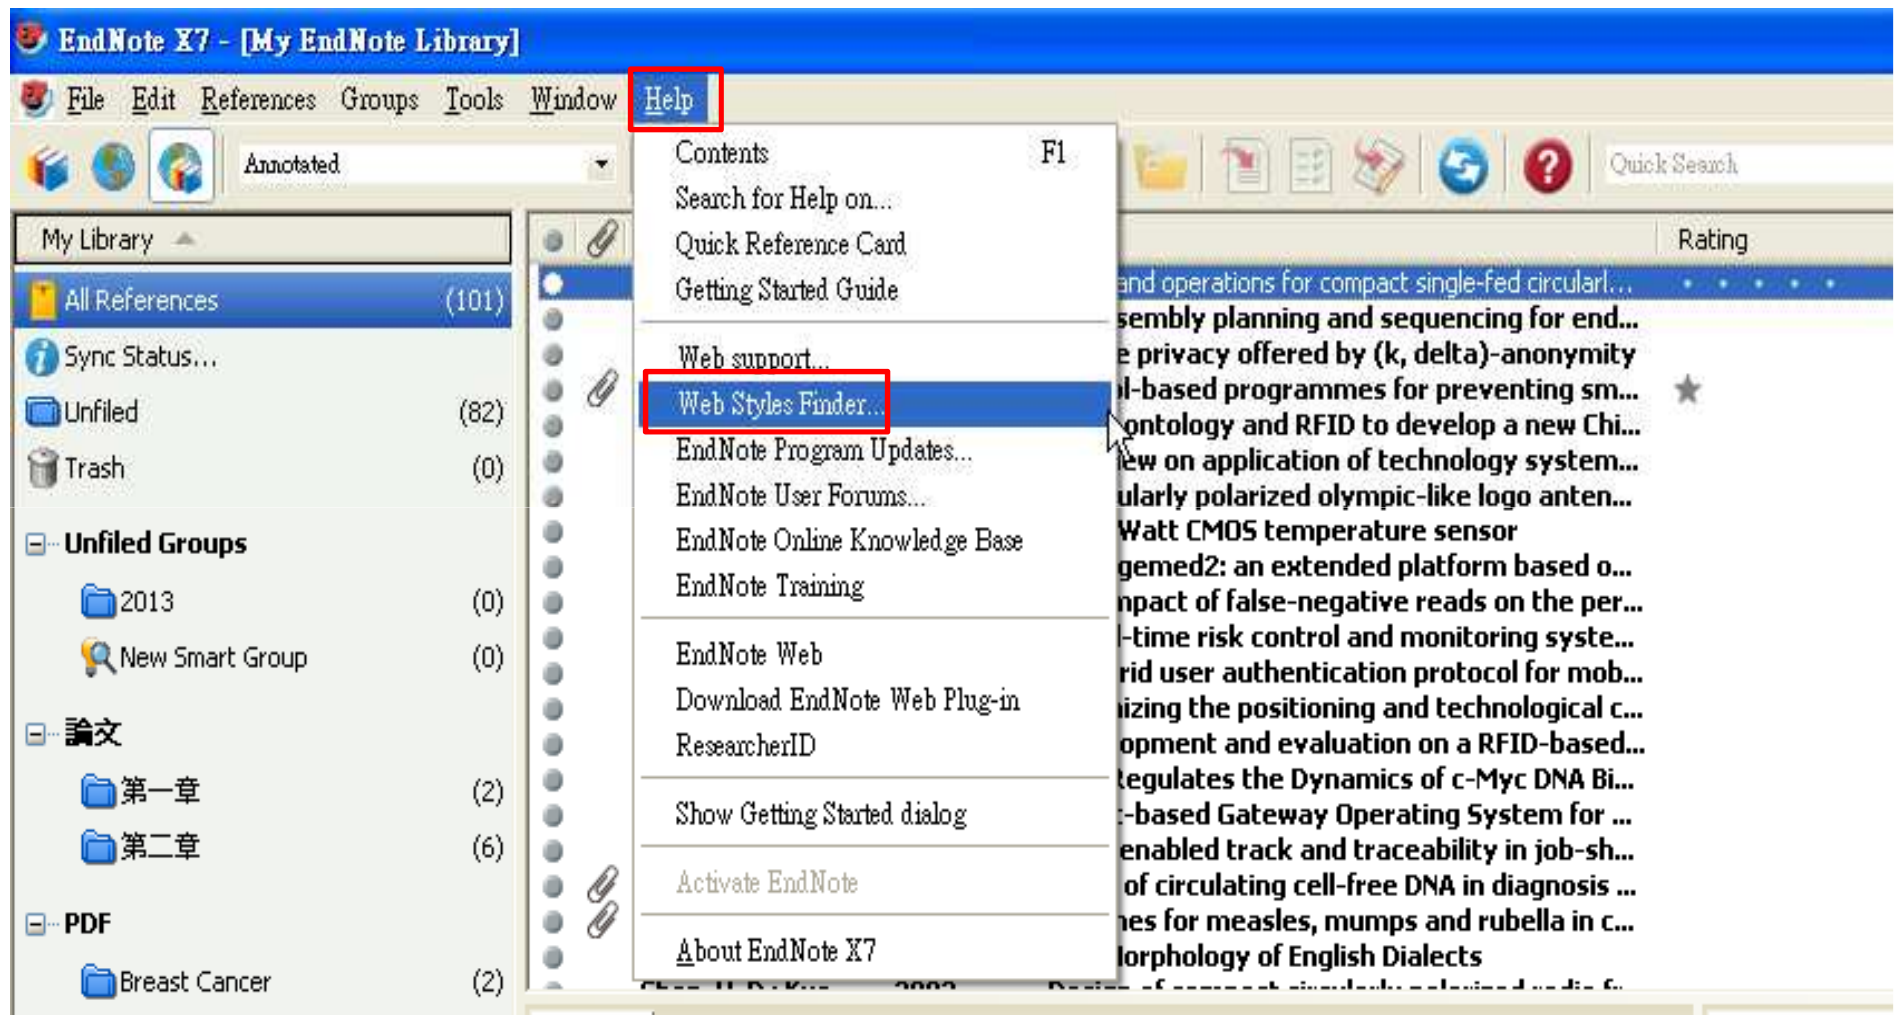 EndNote X7 - [My EndNote Library]
File Edit References Groups Tools Window Help
Annotated
Quick Search
My Library
All References (101)
Sync Status...
Unfiled (82)
Trash (0)
Unfiled Groups
2013 (0)
New Smart Group (0)
論文
第一章 (2)
第二章 (6)
PDF
Breast Cancer (2)
Contents F1
Search for Help on...
Quick Reference Card
Getting Started Guide
Web support...
Web Styles Finder...
EndNote Program Updates...
EndNote User Forums...
EndNote Online Knowledge Base
EndNote Training
EndNote Web
Download EndNote Web Plug-in
ResearcherID
Show Getting Started dialog
Activate EndNote
About EndNote X7
Rating
and operations for compact single-fed circularl...
sembly planning and sequencing for end...
e privacy offered by (k, delta)-anonymity
l-based programmes for preventing sm...
ontology and RFID to develop a new Chi...
ew on application of technology system...
ularly polarized olympic-like logo anten...
Watt CMOS temperature sensor
gemed2: an extended platform based o...
mpact of false-negative reads on the per...
l-time risk control and monitoring syste...
rid user authentication protocol for mob...
izing the positioning and technological c...
opment and evaluation on a RFID-based...
Regulates the Dynamics of c-Myc DNA Bi...
-based Gateway Operating System for ...
enabled track and traceability in job-sh...
of circulating cell-free DNA in diagnosis ...
nes for measles, mumps and rubella in c...
lorphology of English Dialects